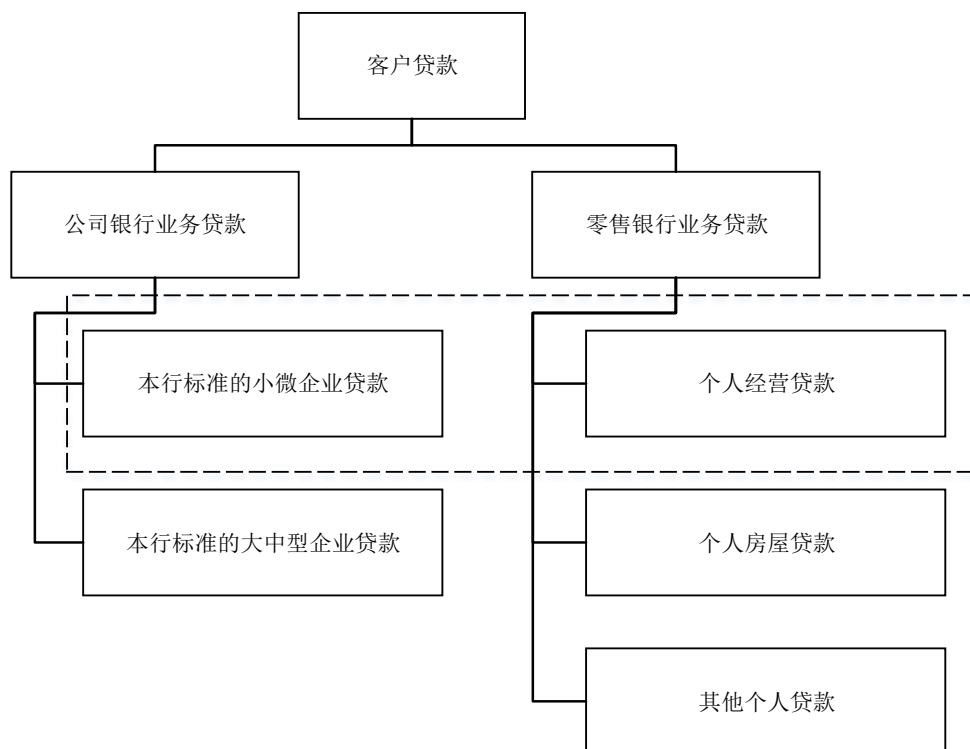 客户贷款
公司银行业务贷款
零售银行业务贷款
本行标准的小微企业贷款
个人经营贷款
本行标准的大中型企业贷款
个人房屋贷款
其他个人贷款